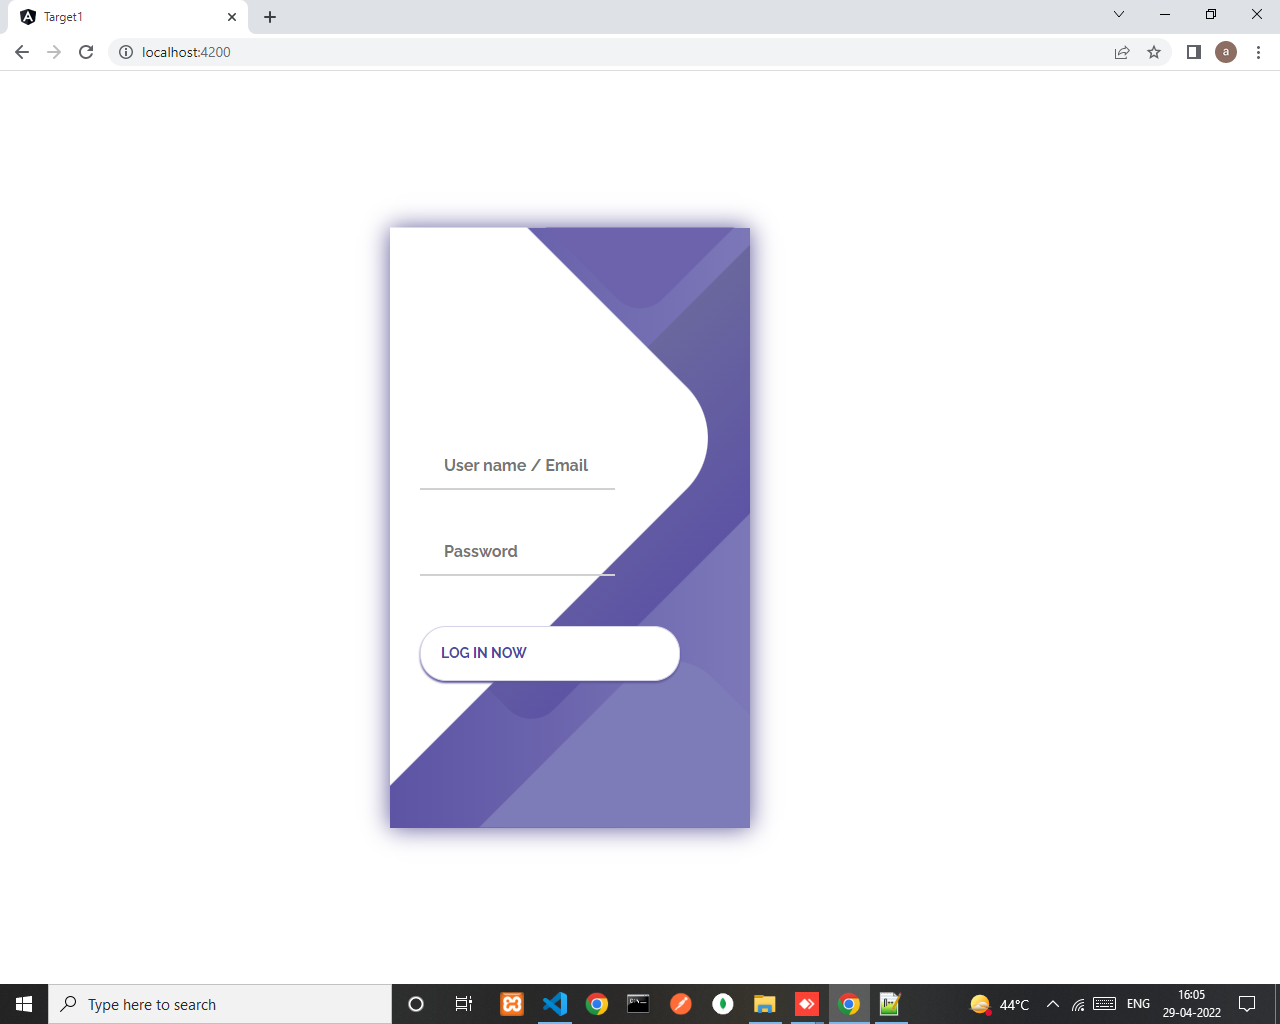 Target1
localhost:4200
a
User name / Email
Password
LOG IN NOW
Type here to search
44°C
ENG
16:05
29-04-2022